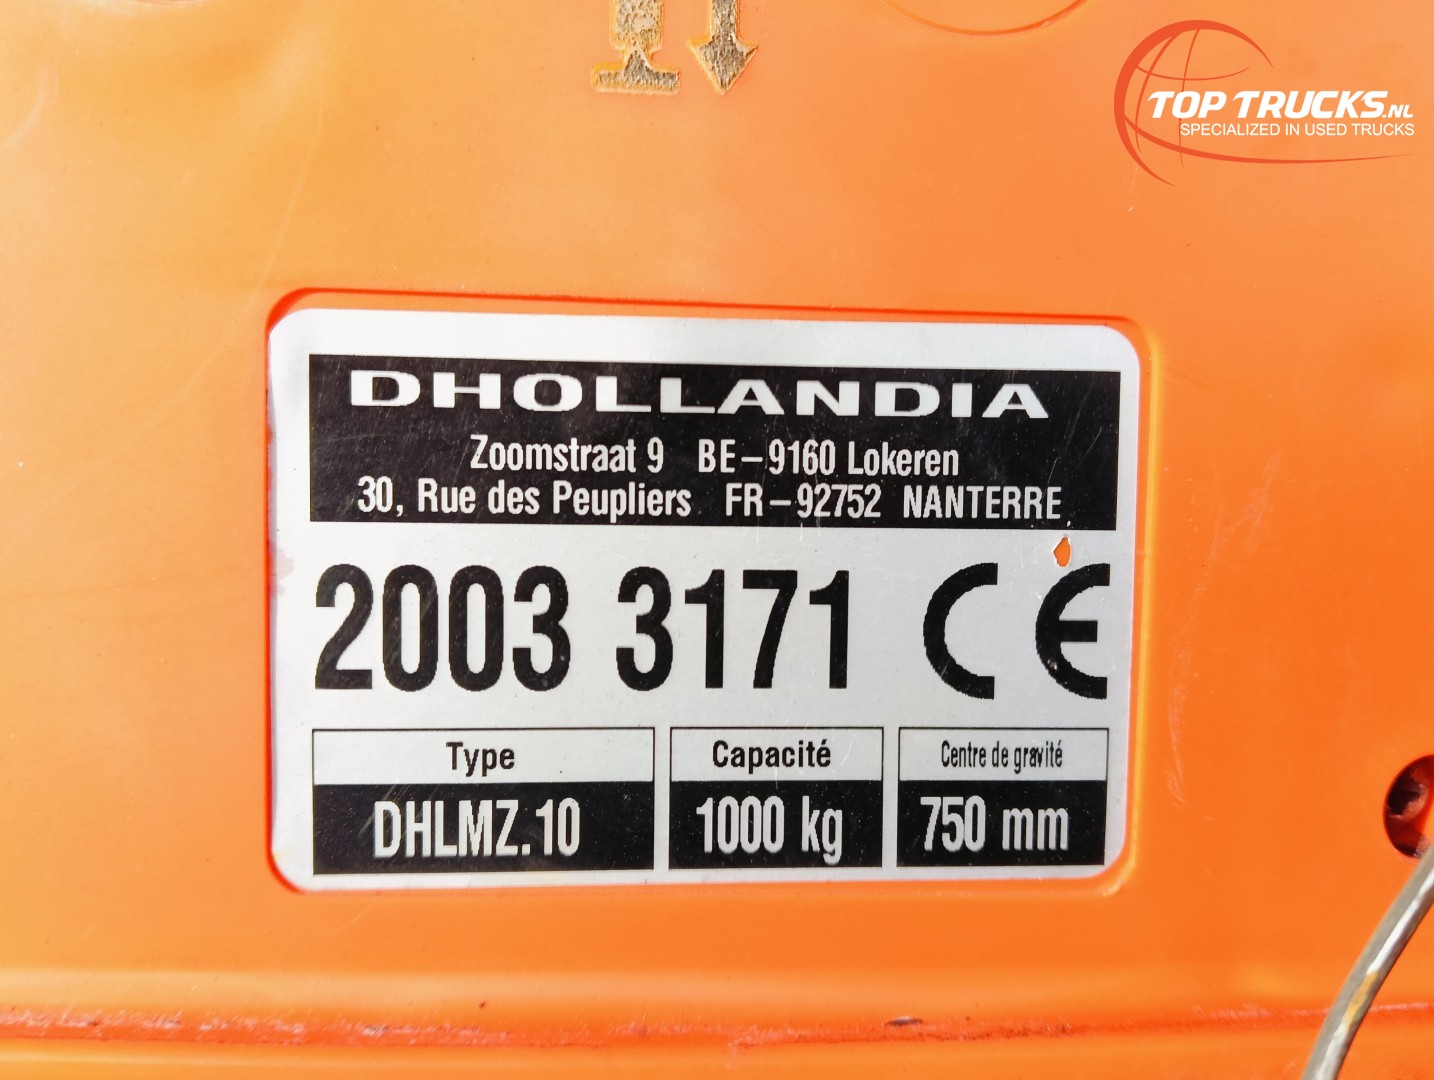 TOP TRUCKS.NL
SPECIALIZED IN USED TRUCKS
DHOLLANDIA
Zoomstraat 9 BE-9160 Lokeren
30, Rue des Peupliers FR-92752 NANTERRE
2003 3171 CE
Type Capacité Centre de gravité
DHLMZ.10 1000 kg 750 mm